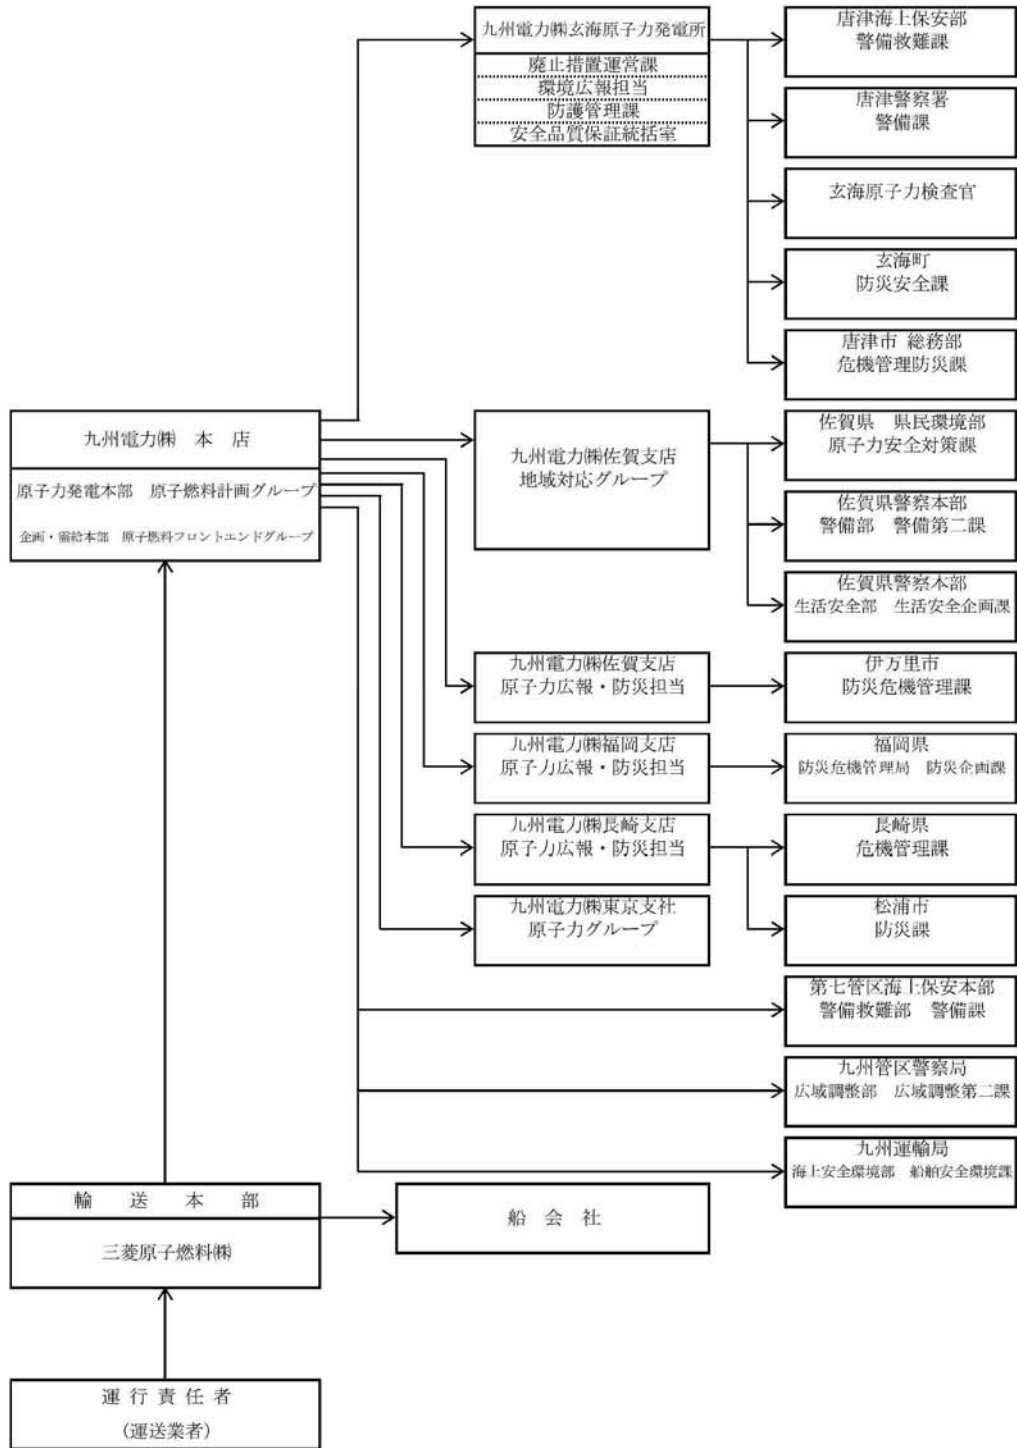 九州電力㈱玄海原子力発電所
廃止措置運営課
環境広報担当
防護管理課
安全品質保証統括室
唐津海上保安部
警備救難課
唐津警察署
警備課
玄海原子力検査官
玄海町
防災安全課
唐津市 総務部
危機管理防災課
九州電力㈱ 本 店
原子力発電本部 原子燃料計画グループ
企画・需給本部 原子燃料フロントエンドグループ
九州電力㈱佐賀支店
地域対応グループ
佐賀県 県民環境部
原子力安全対策課
佐賀県警察本部
警備部 警備第二課
佐賀県警察本部
生活安全部 生活安全企画課
九州電力㈱佐賀支店
原子力広報・防災担当
伊万里市
防災危機管理課
九州電力㈱福岡支店
原子力広報・防災担当
福岡県
防災危機管理局 防災企画課
九州電力㈱長崎支店
原子力広報・防災担当
長崎県
危機管理課
九州電力㈱東京支社
原子力グループ
松浦市
防災課
第七管区海上保安本部
警備救難部 警備課
九州管区警察局
広域調整部 広域調整第二課
九州運輸局
海上安全環境部 船舶安全環境課
輸 送 本 部
三菱原子燃料㈱
船 会 社
運 行 責 任 者
(運送業者)